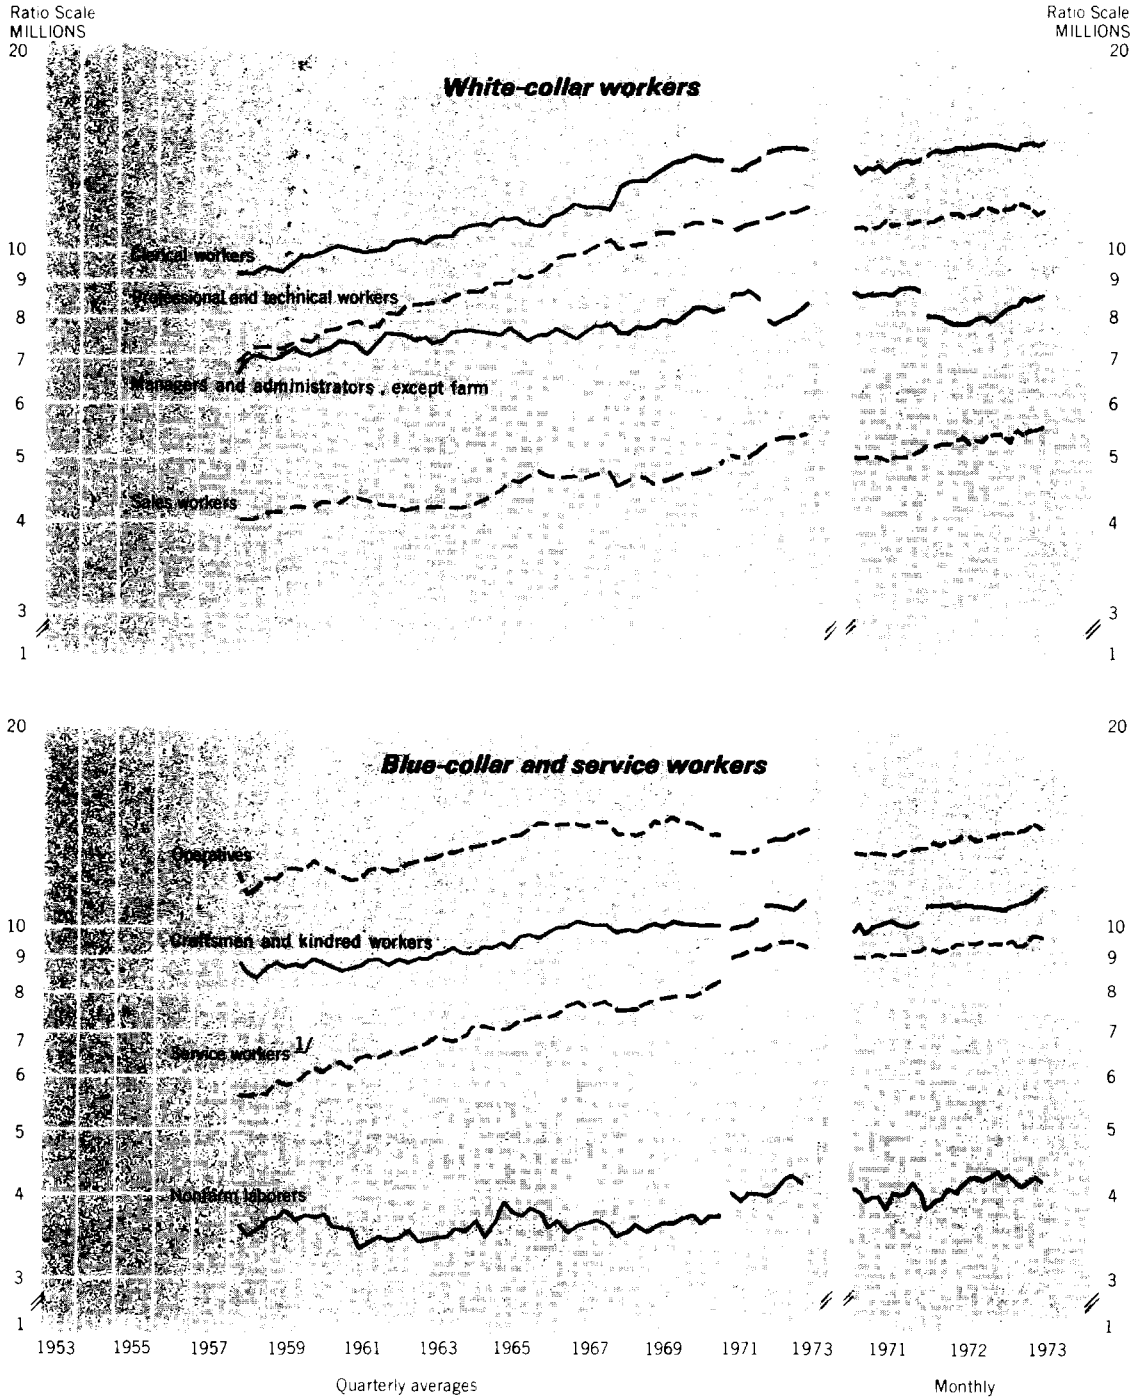 Ratio Scale
MILLIONS
Ratio Scale
MILLIONS
20
20
White-collar workers
10
Clerical workers
10
9
9
Professional and technical workers
8
8
7
7
Managers and administrators, except farm
6
6
5
5
Sales workers
4
4
3
3
1
1
20
20
Blue-collar and service workers
Operatives
10
10
Craftsmen and kindred workers
9
9
8
8
7
7
Service workers 1/
6
6
5
5
Nonfarm laborers
4
4
3
3
1
1
1953 1955 1957 1959 1961 1963 1965 1967 1969 1971 1973 1971 1972 1973
Quarterly averages
Monthly